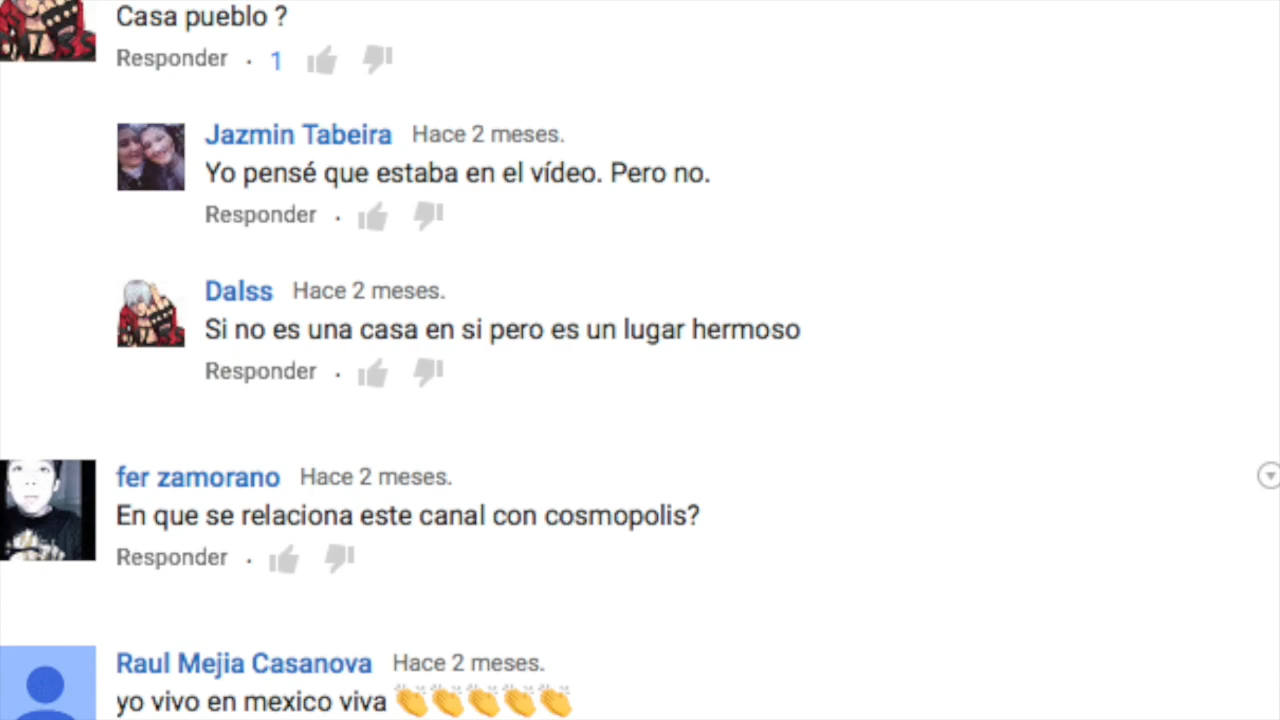 Casa pueblo ?
Responder · 1
Jazmin Tabeira Hace 2 meses.
Yo pensé que estaba en el vídeo. Pero no.
Responder ·
Dalss Hace 2 meses.
Si no es una casa en si pero es un lugar hermoso
Responder ·
fer zamorano Hace 2 meses.
En que se relaciona este canal con cosmopolis?
Responder ·
Raul Mejia Casanova Hace 2 meses.
yo vivo en mexico viva 👏👏👏👏👏